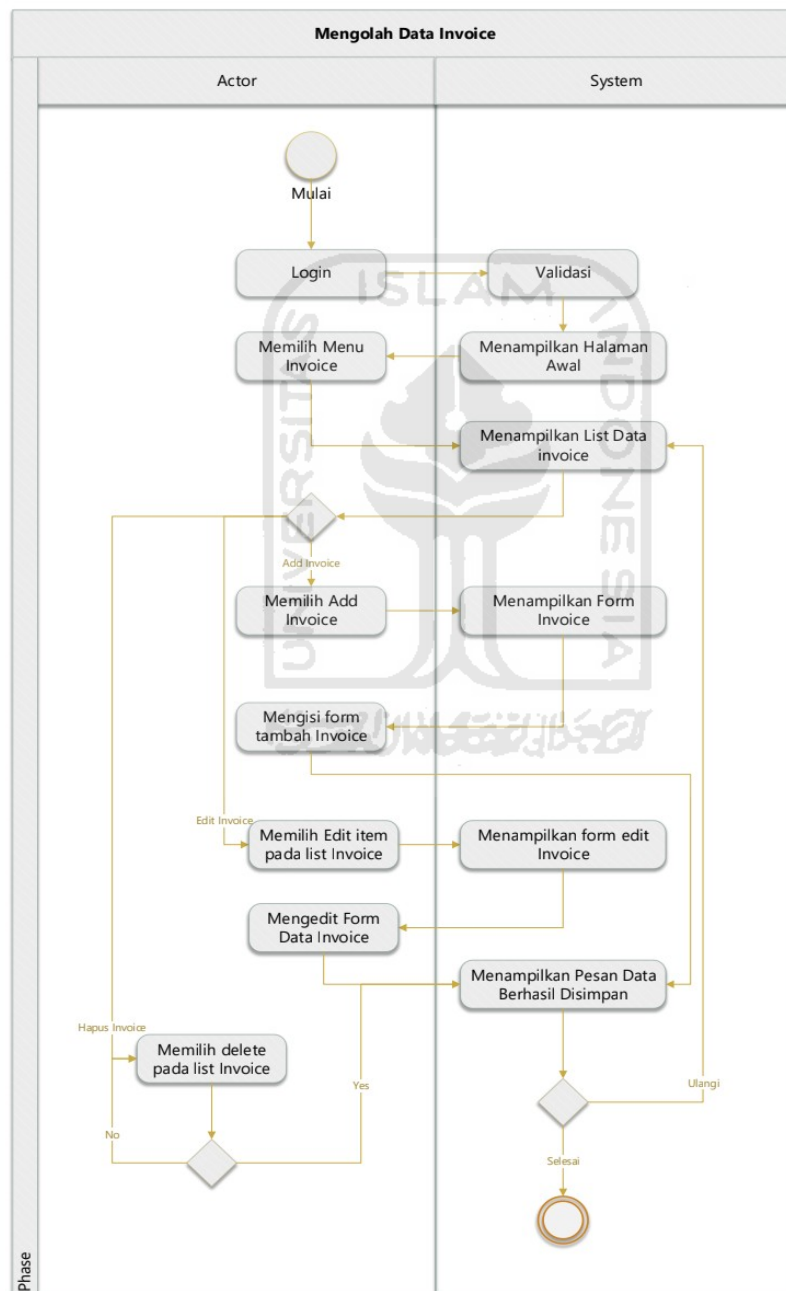 Mengolah Data Invoice
Actor
System
Mulai
Login
Validasi
Memilih Menu
Invoice
Menampilkan Halaman
Awal
Menampilkan List Data
invoice
Add Invoice
Memilih Add
Invoice
Menampilkan Form
Invoice
Mengisi form
tambah Invoice
Edit Invoice
Memilih Edit item
pada list Invoice
Menampilkan form edit
Invoice
Mengedit Form
Data Invoice
Menampilkan Pesan Data
Berhasil Disimpan
Hapus Invoice
Memilih delete
pada list Invoice
Yes
Ulangi
No
Selesai
Phase
UNIVERSITAS
ISLAM
INDONESIA